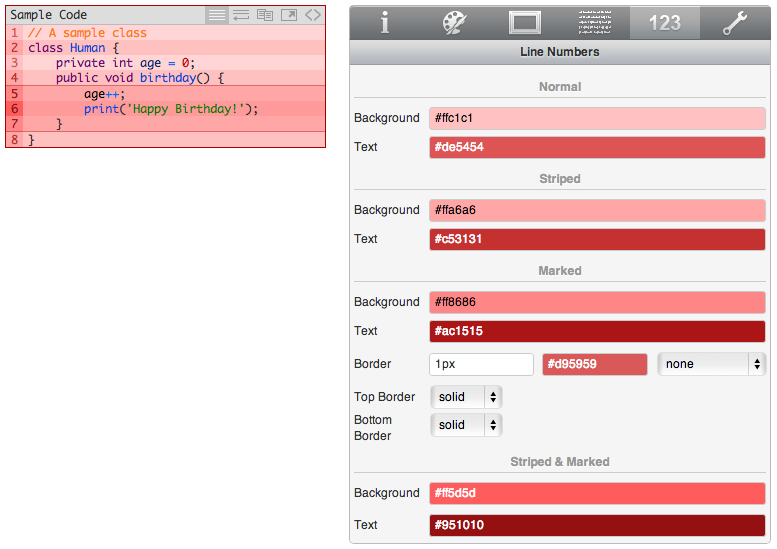 Sample Code
1 // A sample class
2 class Human {
3     private int age = 0;
4     public void birthday() {
5         age++;
6         print('Happy Birthday!');
7     }
8 }
123
Line Numbers
Normal
Background #ffc1c1
Text #de5454
Striped
Background #ffa6a6
Text #c53131
Marked
Background #ff8686
Text #ac1515
Border 1px #d95959 none
Top Border solid
Bottom Border solid
Striped & Marked
Background #ff5d5d
Text #951010